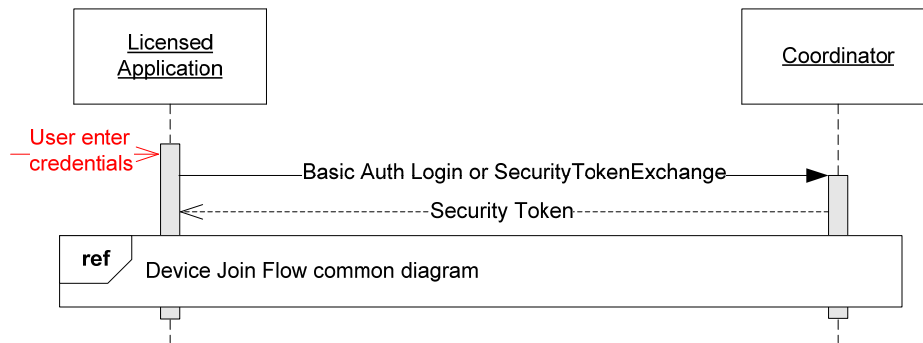 Licensed
Application
Coordinator
User enter
credentials
Basic Auth Login or SecurityTokenExchange
Security Token
ref
Device Join Flow common diagram